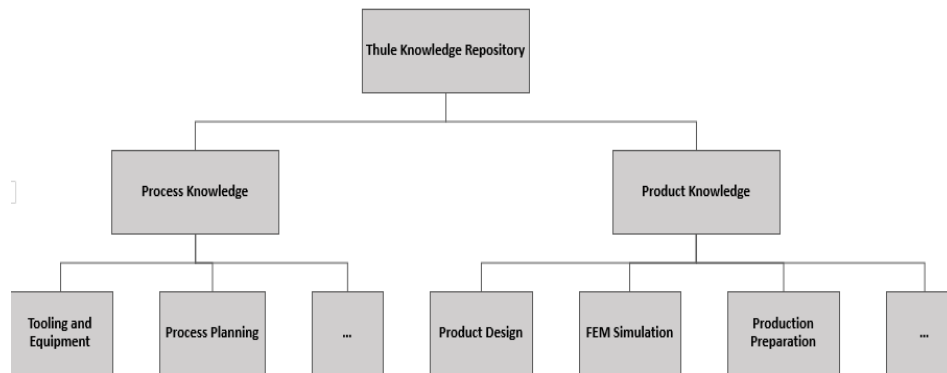 Thule Knowledge Repository
Process Knowledge
Product Knowledge
Tooling and
Equipment
Process Planning
...
Product Design
FEM Simulation
Production
Preparation
...